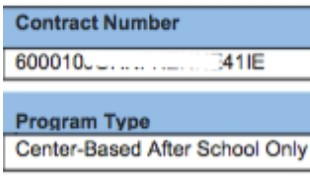 Contract Number
Program Type
Center-Based After School Only